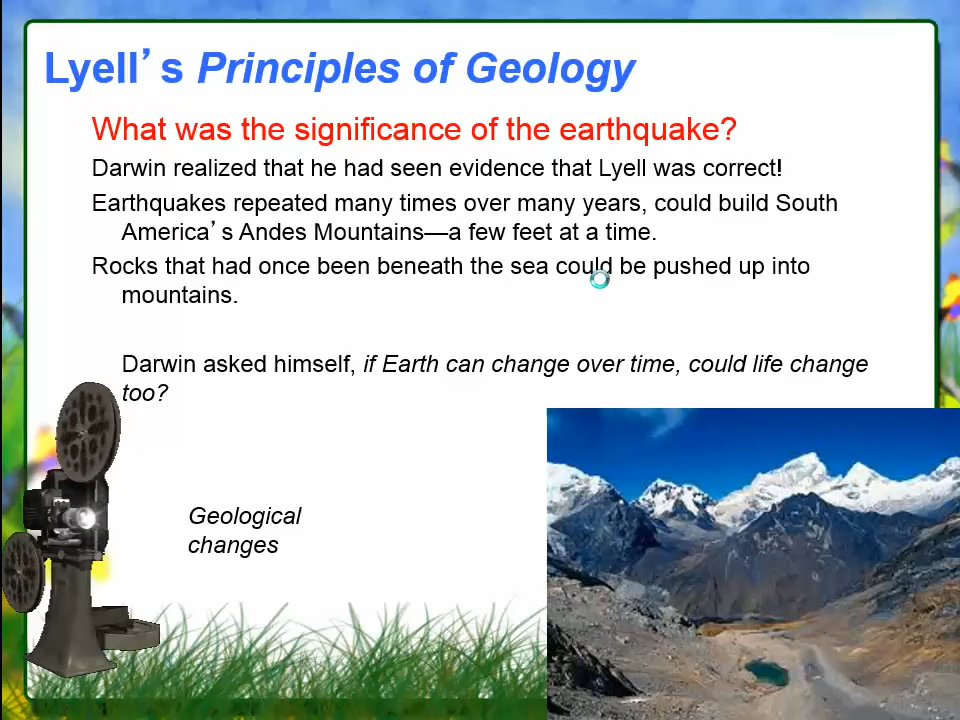 Lyell’s Principles of Geology
What was the significance of the earthquake?
Darwin realized that he had seen evidence that Lyell was correct!
Earthquakes repeated many times over many years, could build South
America’s Andes Mountains—a few feet at a time.
Rocks that had once been beneath the sea could be pushed up into
mountains.
Darwin asked himself, if Earth can change over time, could life change
too?
Geological
changes